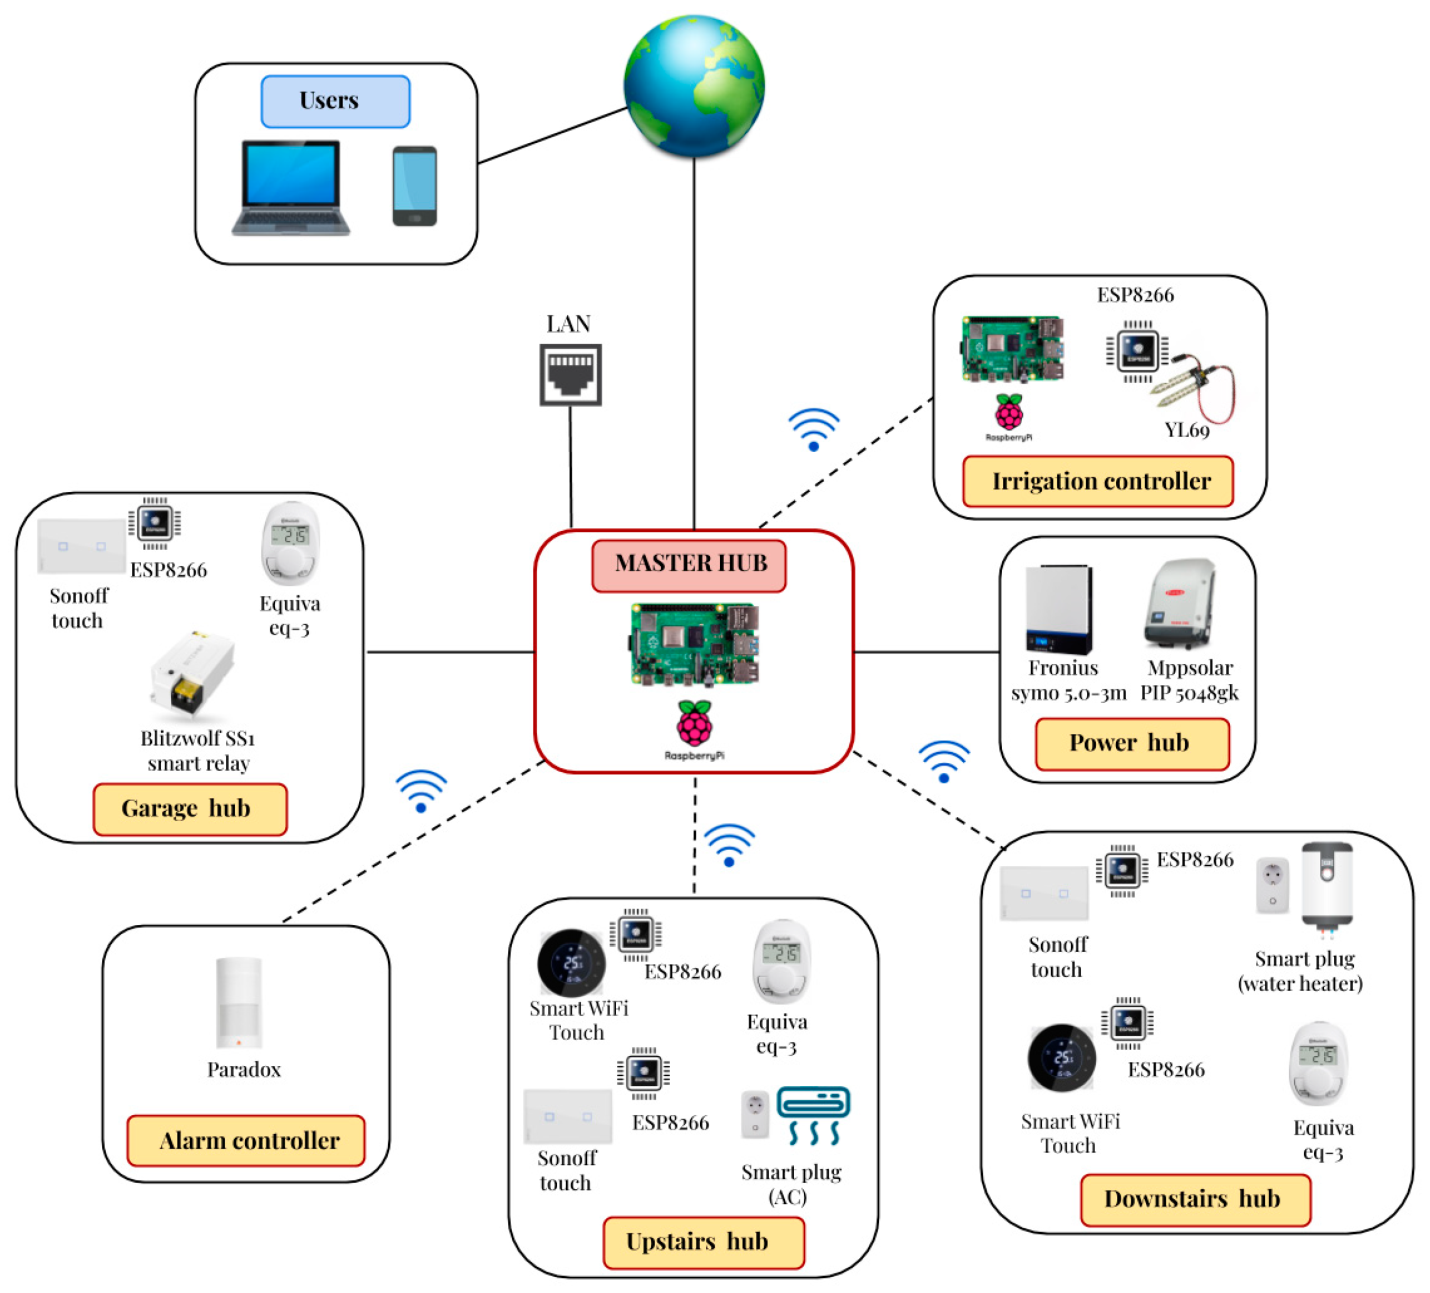 Users
LAN
ESP8266
RaspberryPi
YL69
Irrigation controller
MASTER HUB
RaspberryPi
ESP8266
Sonoff
touch
Equiva
eq-3
Blitzwolf SS1
smart relay
Garage hub
Fronius
symo 5.0-3m
Mppsolar
PIP 5048gk
Power hub
Paradox
Alarm controller
ESP8266
Smart WiFi
Touch
Equiva
eq-3
ESP8266
Sonoff
touch
Smart plug
(AC)
Upstairs hub
ESP8266
Sonoff
touch
Smart plug
(water heater)
ESP8266
Smart WiFi
Touch
Equiva
eq-3
Downstairs hub